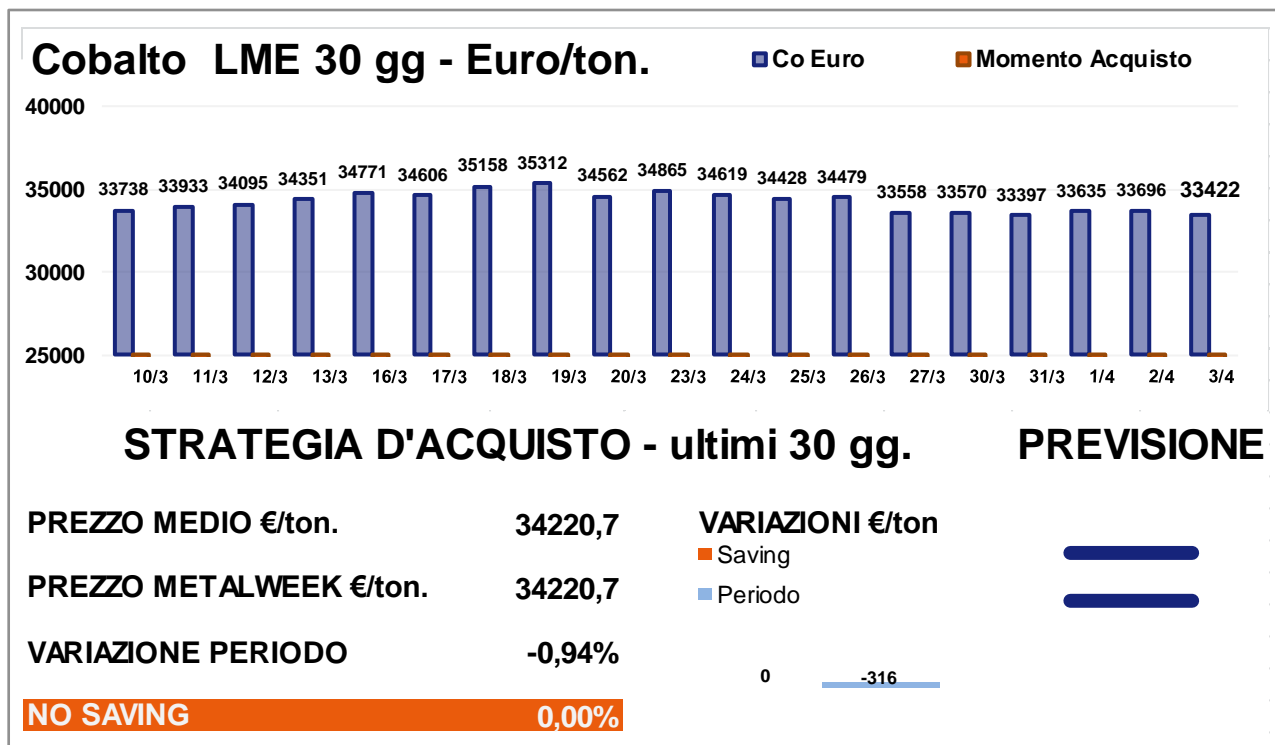 Cobalto LME 30 gg - Euro/ton.
Co Euro
Momento Acquisto
40000
35000
30000
25000
33738 33933 34095 34351 34771 34606 35158 35312 34562 34865 34619 34428 34479 33558 33570 33397 33635 33696 33422
10/3 11/3 12/3 13/3 16/3 17/3 18/3 19/3 20/3 23/3 24/3 25/3 26/3 27/3 30/3 31/3 1/4 2/4 3/4
STRATEGIA D'ACQUISTO - ultimi 30 gg.
PREVISIONE
PREZZO MEDIO €/ton. 34220,7
PREZZO METALWEEK €/ton. 34220,7
VARIAZIONE PERIODO -0,94%
NO SAVING 0,00%
VARIAZIONI €/ton
Saving
Periodo
0 -316